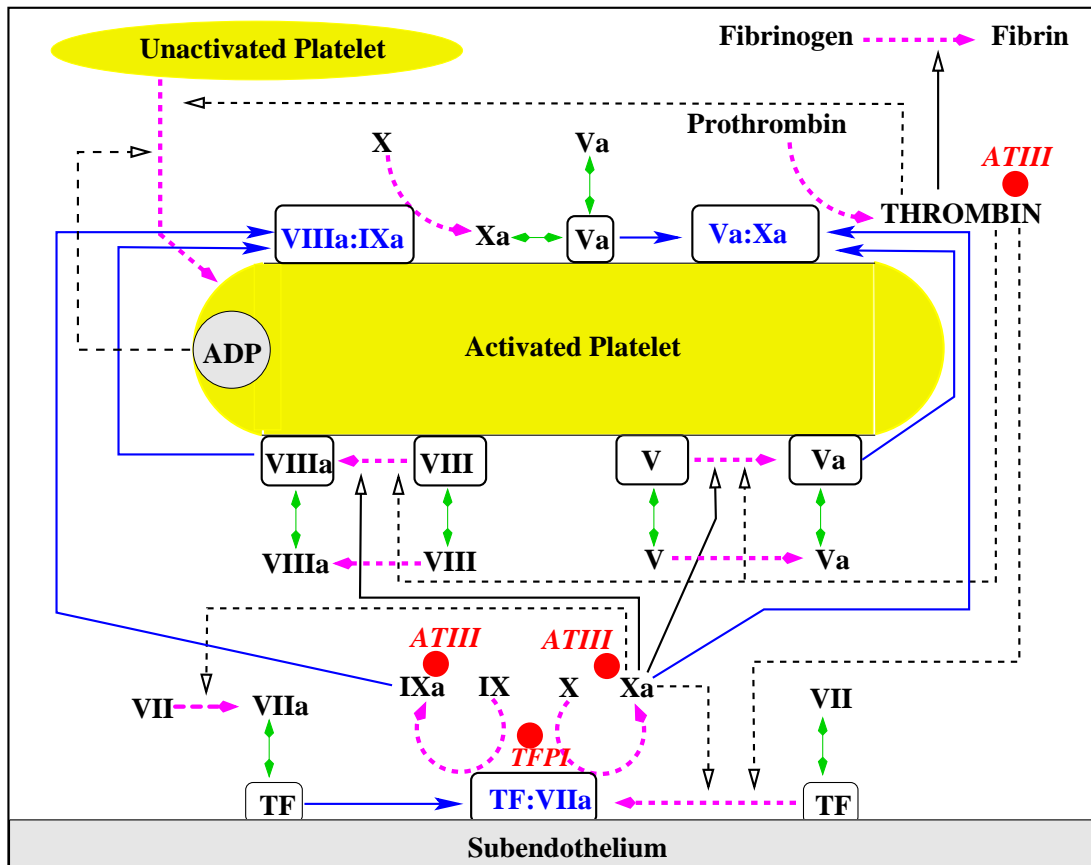 Unactivated Platelet
Fibrinogen
Fibrin
Prothrombin
X
Va
ATIII
THROMBIN
VIIIa:IXa
Xa
Va
Va:Xa
ADP
Activated Platelet
VIIIa
VIII
V
Va
VIIIa
VIII
V
Va
ATIII
ATIII
IXa
IX
X
Xa
VII
VIIa
VII
TFPI
TF
TF:VIIa
TF
Subendothelium